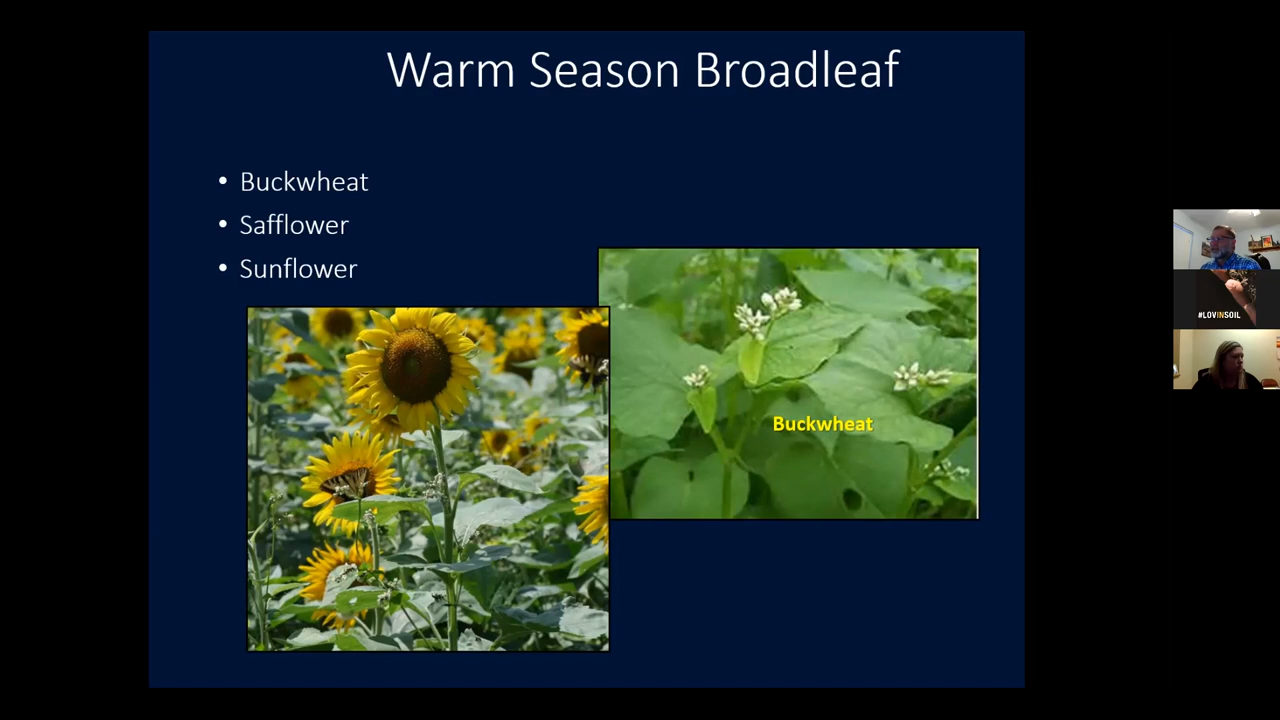 Warm Season Broadleaf
• Buckwheat
• Safflower
• Sunflower
Buckwheat
#LOVINSOIL